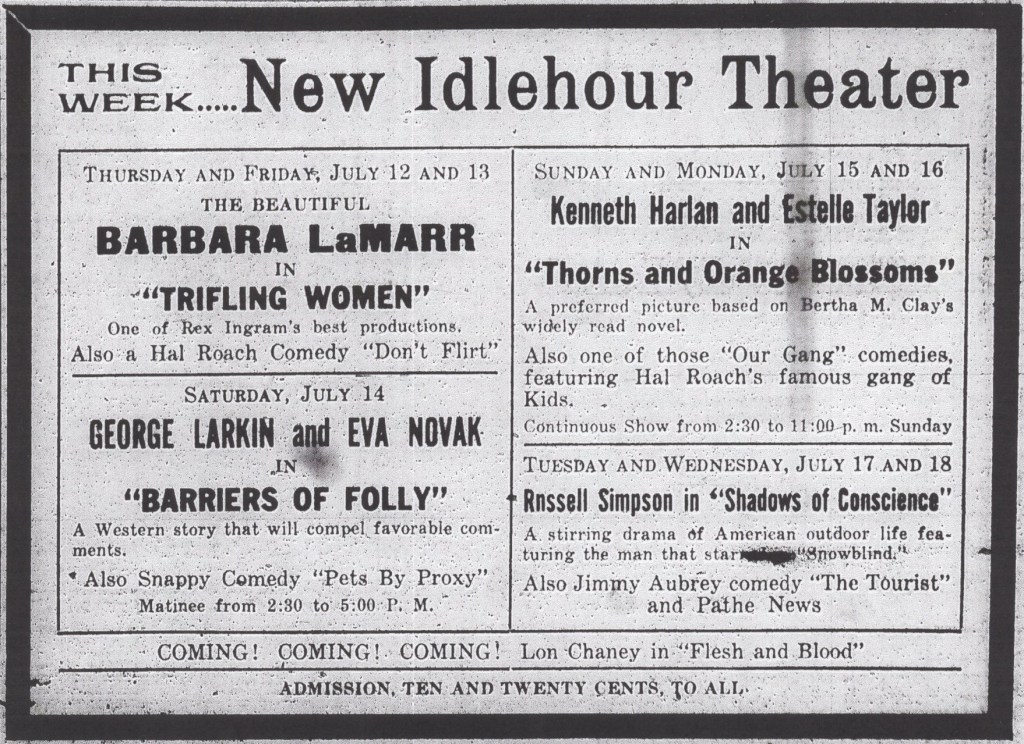 THIS
WEEK..... New Idlehour Theater
THURSDAY AND FRIDAY, JULY 12 AND 13
THE BEAUTIFUL
BARBARA LaMARR
IN
"TRIFLING WOMEN"
One of Rex Ingram's best productions.
Also a Hal Roach Comedy "Don't Flirt"
SATURDAY, JULY 14
GEORGE LARKIN and EVA NOVAK
IN
"BARRIERS OF FOLLY"
A Western story that will compel favorable com-
ments.
Also Snappy Comedy "Pets By Proxy"
Matinee from 2:30 to 5:00 P. M.
SUNDAY AND MONDAY, JULY 15 AND 16
Kenneth Harlan and Estelle Taylor
IN
"Thorns and Orange Blossoms"
A preferred picture based on Bertha M. Clay's
widely read novel.
Also one of those "Our Gang" comedies,
featuring Hal Roach's famous gang of
Kids.
Continuous Show from 2:30 to 11:00 p. m. Sunday
TUESDAY AND WEDNESDAY, JULY 17 AND 18
Rnssell Simpson in "Shadows of Conscience"
A stirring drama of American outdoor life fea-
turing the man that "Snowblind."
Also Jimmy Aubrey comedy "The Tourist"
and Pathe News
COMING! COMING! COMING! Lon Chaney in "Flesh and Blood"
ADMISSION, TEN AND TWENTY CENTS, TO ALL